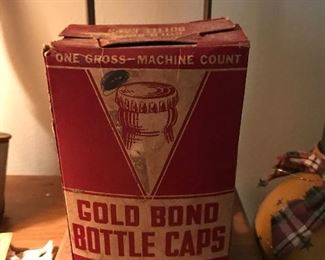 ONE GROSS-MACHINE COUNT
GOLD BOND
BOTTLE CAPS